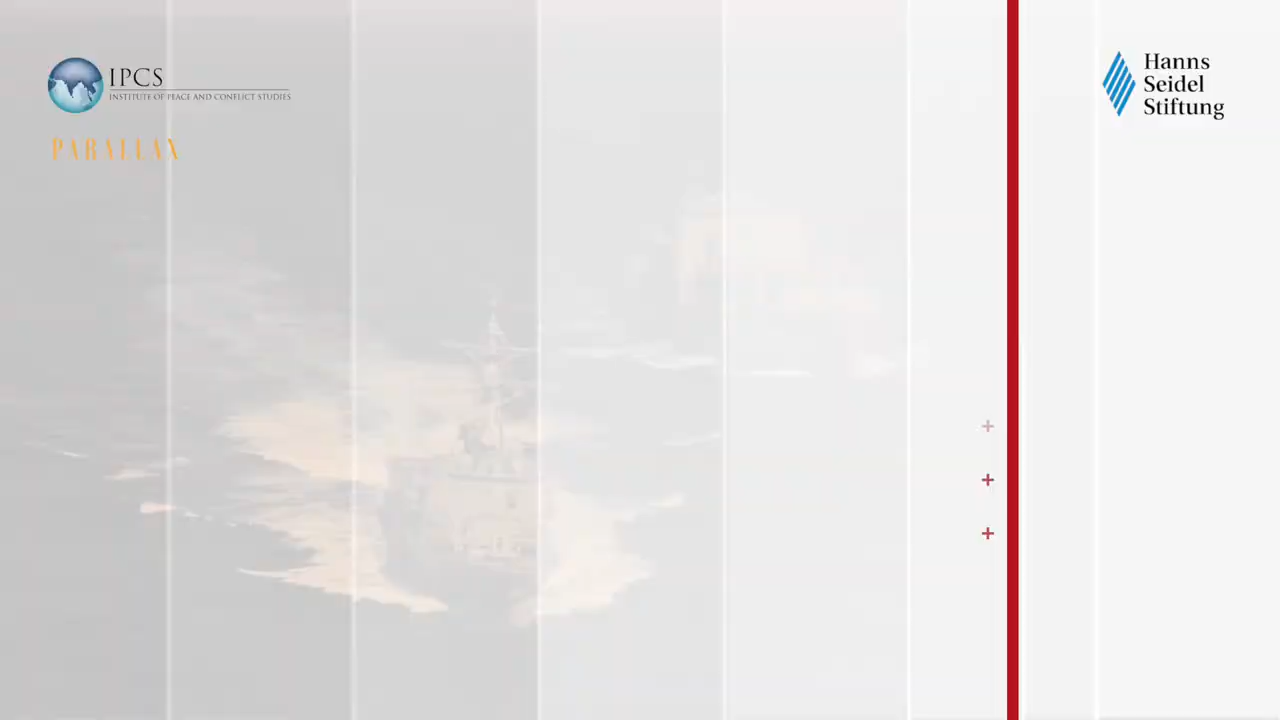 IPCS
INSTITUTE OF PEACE AND CONFLICT STUDIES
PARALLAX
Hanns
Seidel
Stiftung